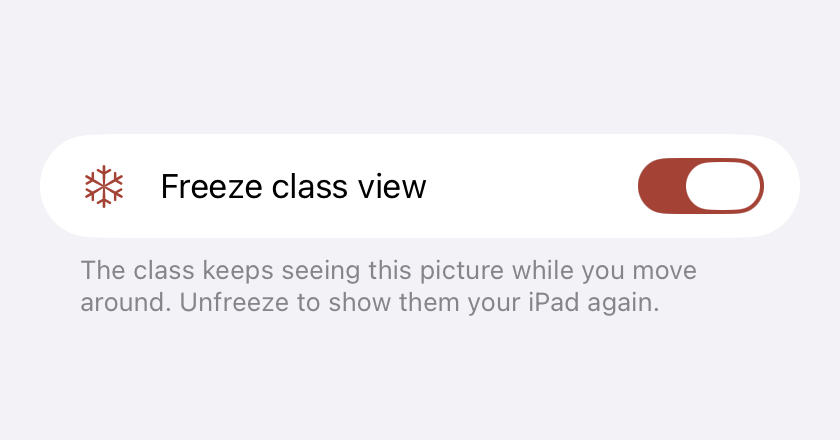 Freeze class view
The class keeps seeing this picture while you move
around. Unfreeze to show them your iPad again.